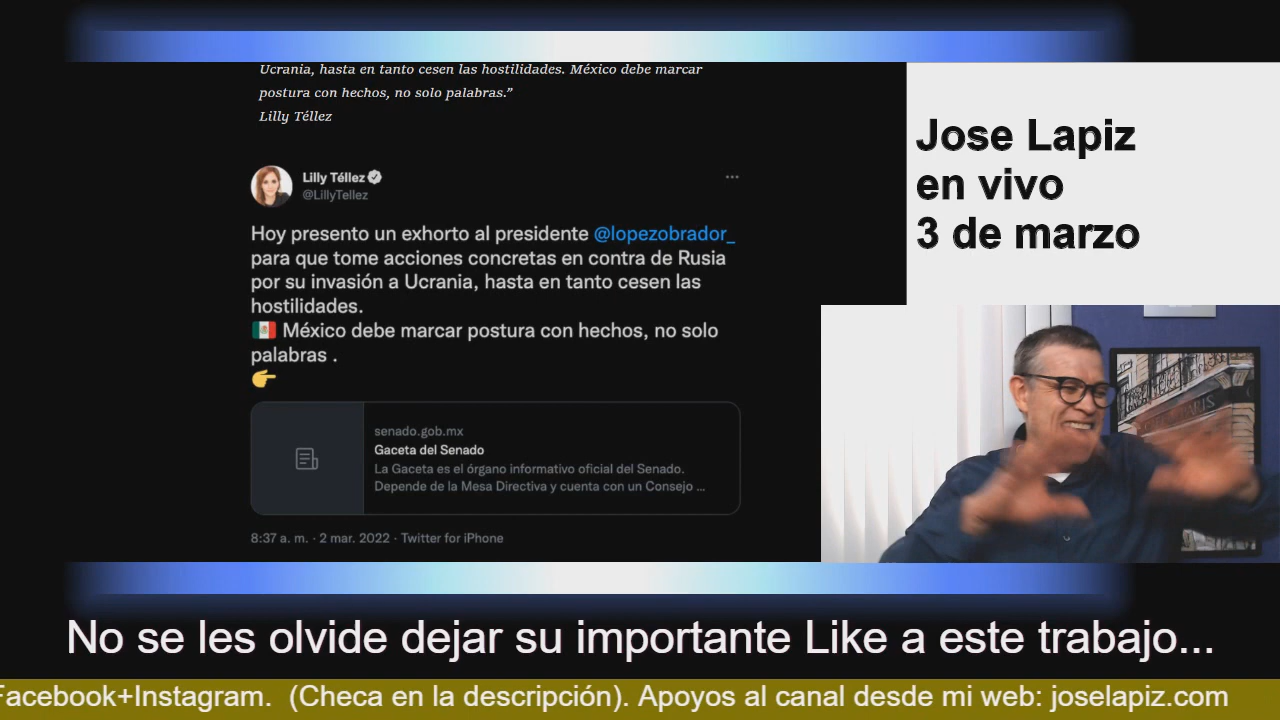 Ucrania, hasta en tanto cesen las hostilidades. México debe marcar
postura con hechos, no solo palabras.”
Lilly Téllez
Lilly Téllez
@LillyTellez
Hoy presento un exhorto al presidente @lopezobrador_
para que tome acciones concretas en contra de Rusia
por su invasión a Ucrania, hasta en tanto cesen las
hostilidades.
México debe marcar postura con hechos, no solo
palabras .
senado.gob.mx
Gaceta del Senado
La Gaceta es el órgano informativo oficial del Senado.
Depende de la Mesa Directiva y cuenta con un Consejo ...
8:37 a. m. · 2 mar. 2022 · Twitter for iPhone
Jose Lapiz
en vivo
3 de marzo
No se les olvide dejar su importante Like a este trabajo...
Facebook+Instagram. (Checa en la descripción). Apoyos al canal desde mi web: joselapiz.com